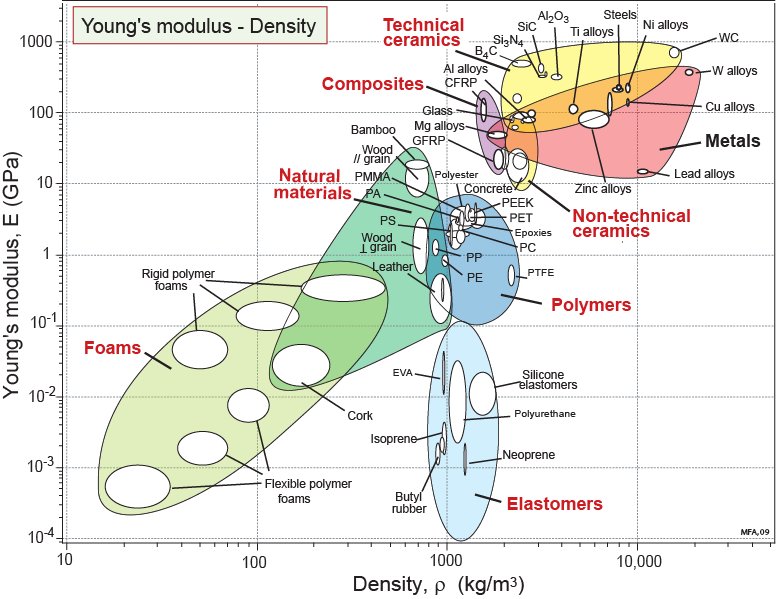 Young's modulus - Density
Technical
ceramics
Al2O3
SiC
Si3N4
B4C
Ti alloys
Steels
Ni alloys
WC
W alloys
Cu alloys
Metals
Lead alloys
Zinc alloys
Non-technical
ceramics
Composites
Al alloys
CFRP
Glass
Mg alloys
GFRP
Bamboo
Wood
// grain
Natural
materials
PMMA
PA
PS
Wood
⊥ grain
Leather
Polyester
Concrete
PEEK
PET
Epoxies
PC
PP
PE
PTFE
Polymers
Rigid polymer
foams
Foams
Cork
Flexible polymer
foams
EVA
Silicone
elastomers
Polyurethane
Isoprene
Neoprene
Butyl
rubber
Elastomers
MFA, 09
Young's modulus, E (GPa)
1000
100
10
1
10-1
10-2
10-3
10-4
10
100
1000
10,000
Density, ρ (kg/m3)